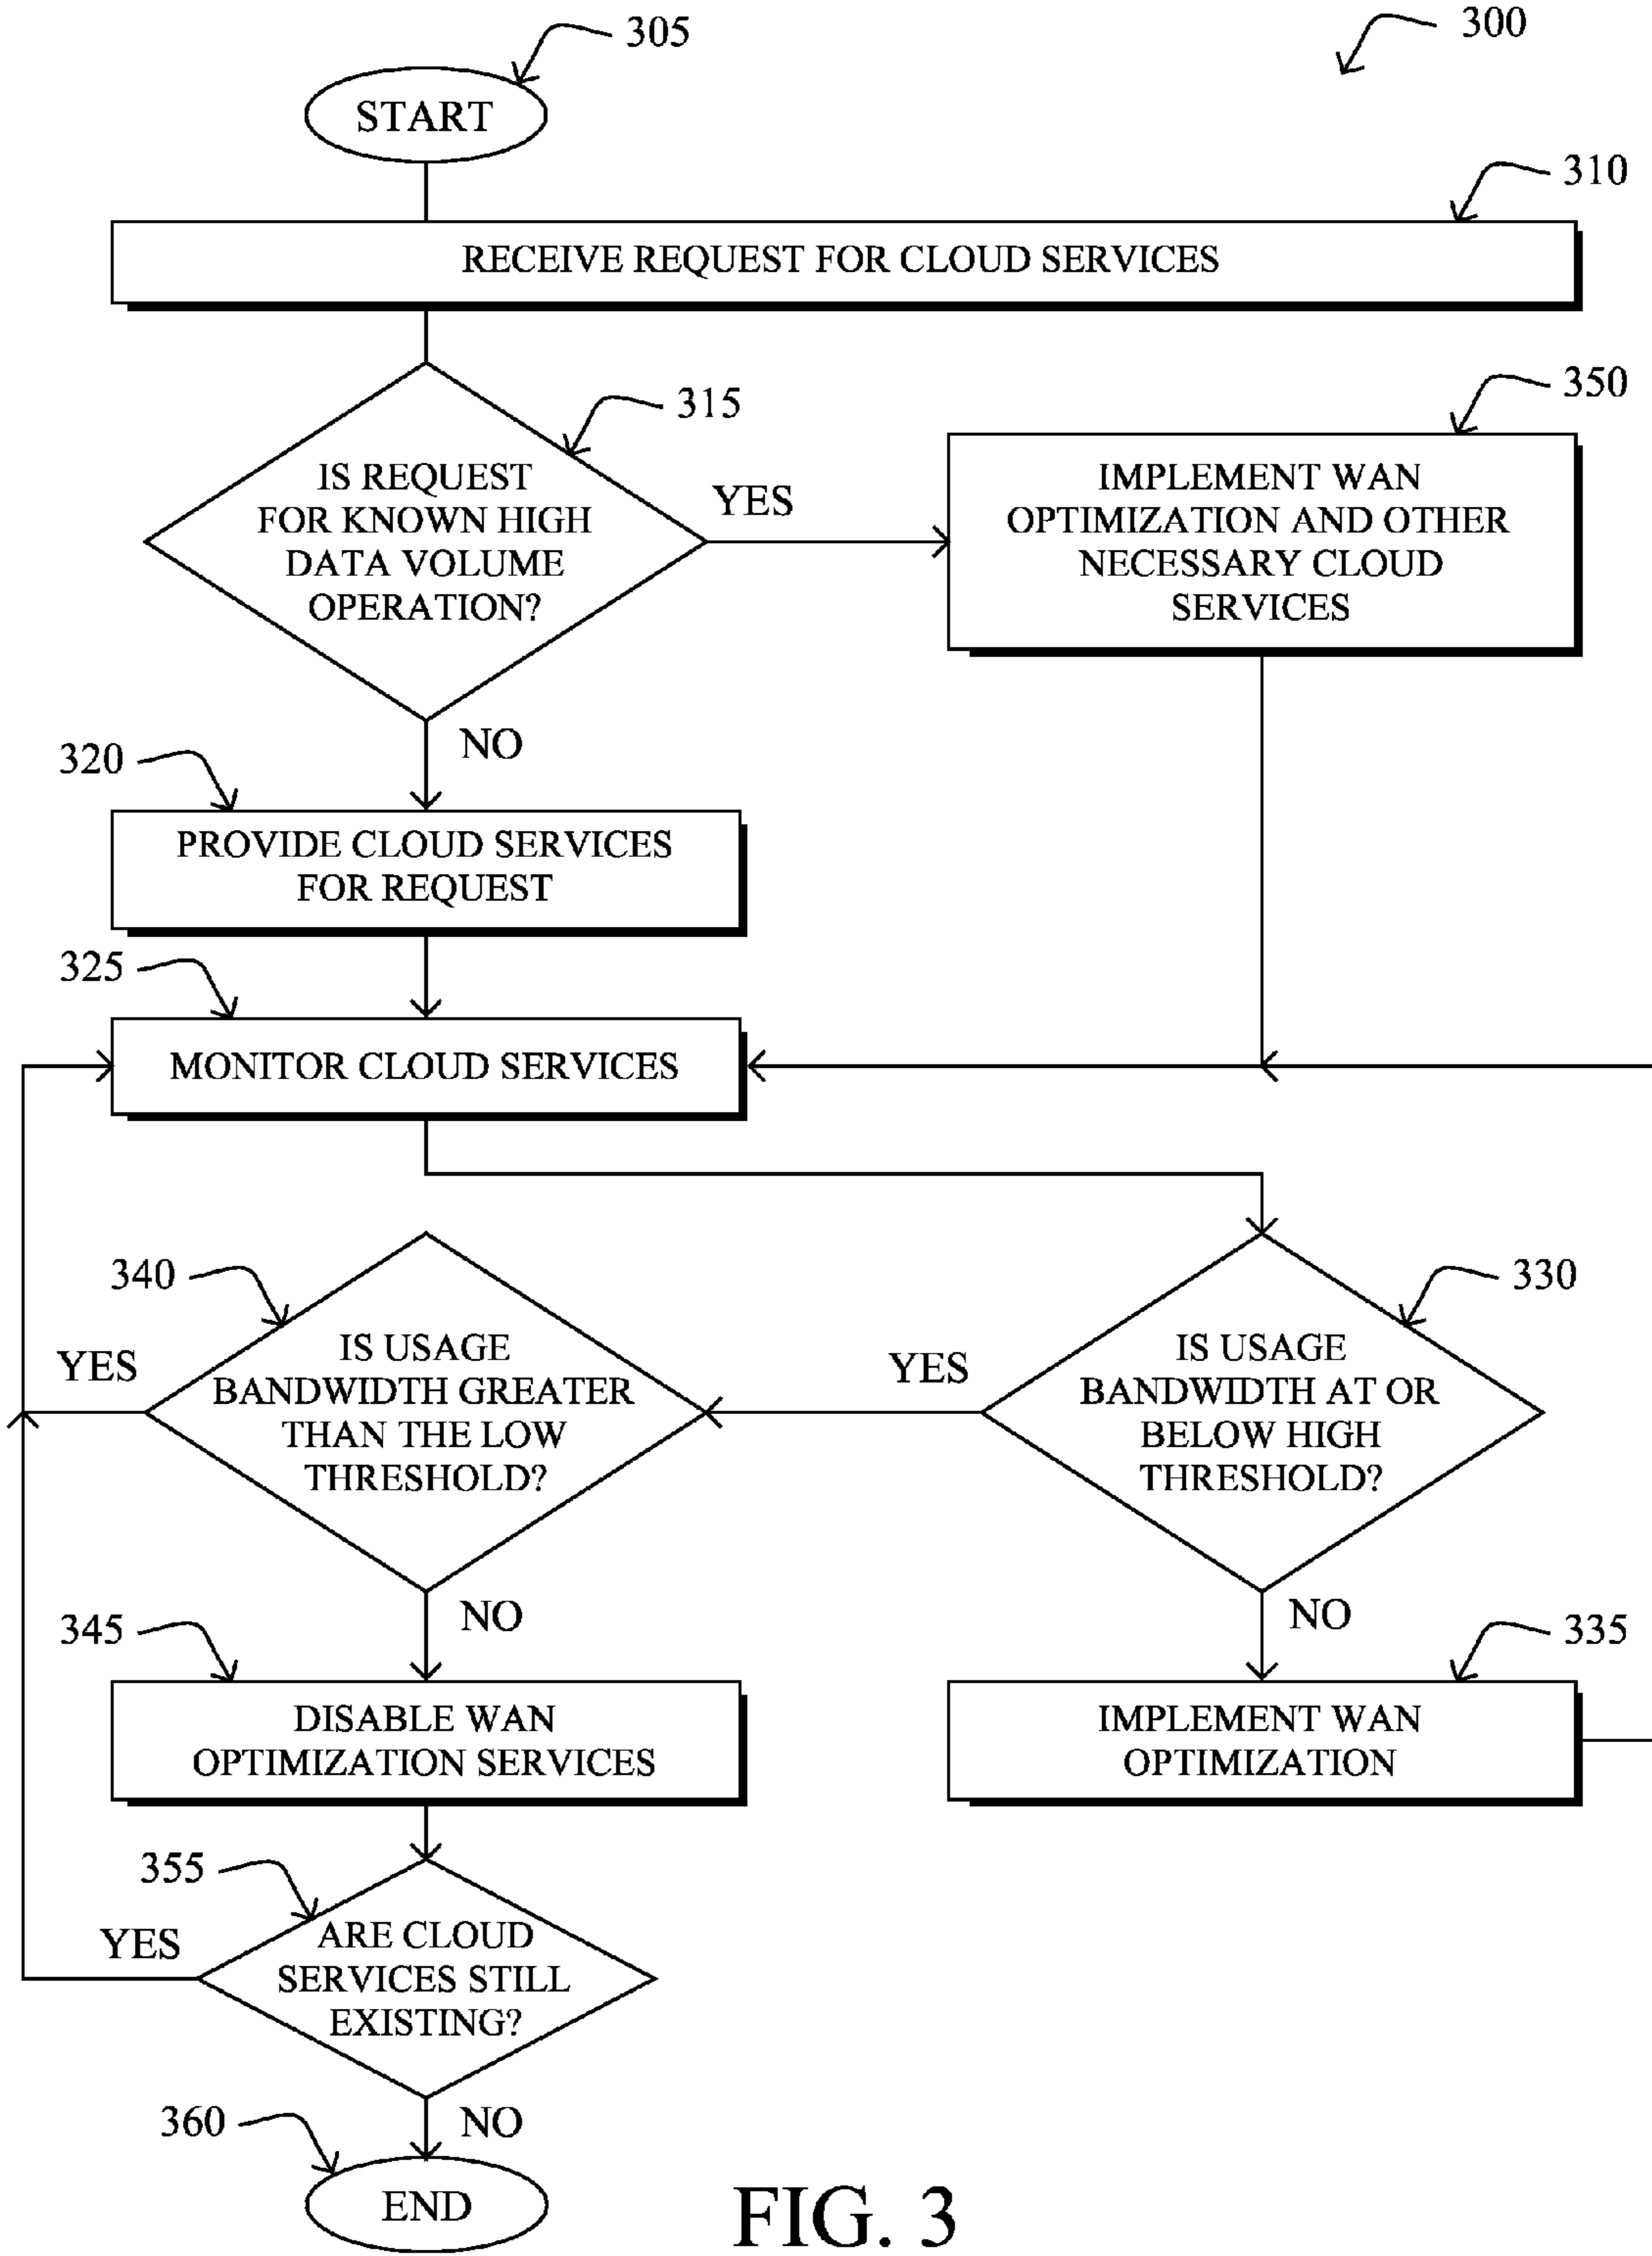 305
300
START
310
RECEIVE REQUEST FOR CLOUD SERVICES
315
350
IS REQUEST
FOR KNOWN HIGH
DATA VOLUME
OPERATION?
YES
IMPLEMENT WAN
OPTIMIZATION AND OTHER
NECESSARY CLOUD
SERVICES
NO
320
PROVIDE CLOUD SERVICES
FOR REQUEST
325
MONITOR CLOUD SERVICES
340
330
YES
IS USAGE
BANDWIDTH GREATER
THAN THE LOW
THRESHOLD?
YES
IS USAGE
BANDWIDTH AT OR
BELOW HIGH
THRESHOLD?
NO
NO
345
335
DISABLE WAN
OPTIMIZATION SERVICES
IMPLEMENT WAN
OPTIMIZATION
355
YES
ARE CLOUD
SERVICES STILL
EXISTING?
NO
360
END
FIG. 3